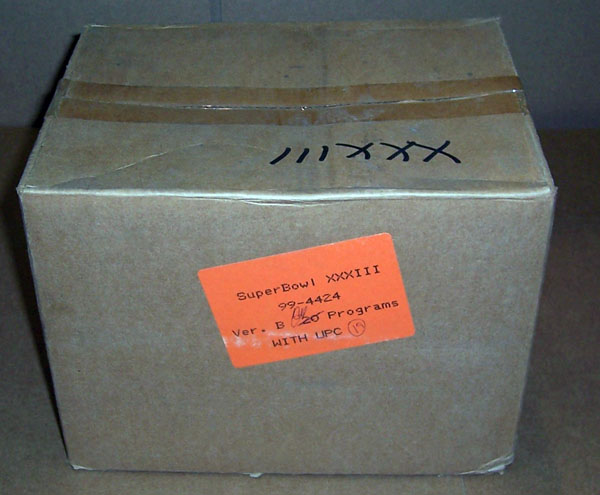 XXXIII
SuperBowl XXXIII
99-4424
Ver. B 20 Programs
WITH UPC